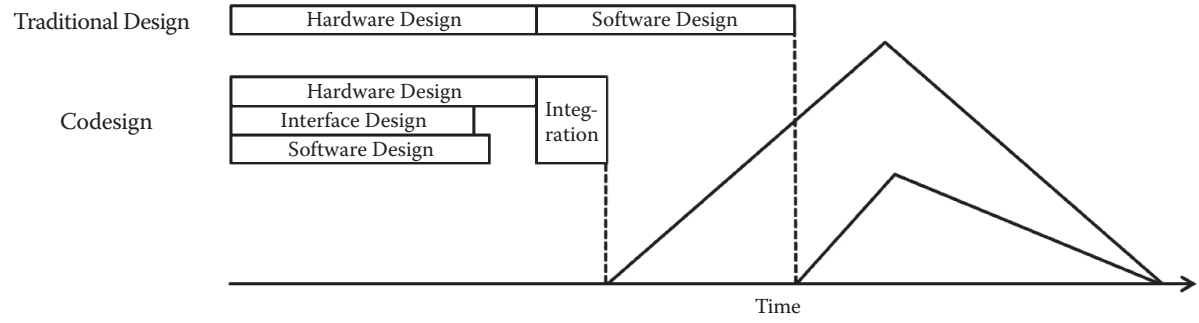 Traditional Design
Hardware Design
Software Design
Codesign
Hardware Design
Interface Design
Software Design
Integ-
ration
Time